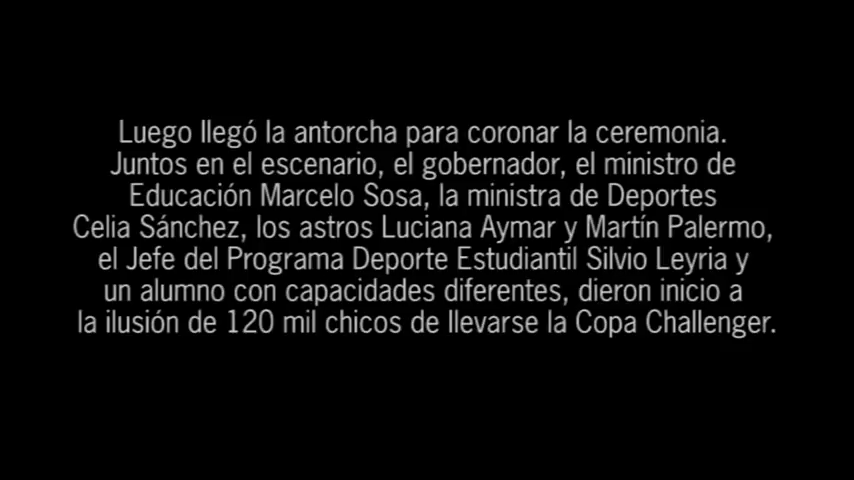 Luego llegó la antorcha para coronar la ceremonia.
Juntos en el escenario, el gobernador, el ministro de
Educación Marcelo Sosa, la ministra de Deportes
Celia Sánchez, los astros Luciana Aymar y Martín Palermo,
el Jefe del Programa Deporte Estudiantil Silvio Leyria y
un alumno con capacidades diferentes, dieron inicio a
la ilusión de 120 mil chicos de llevarse la Copa Challenger.